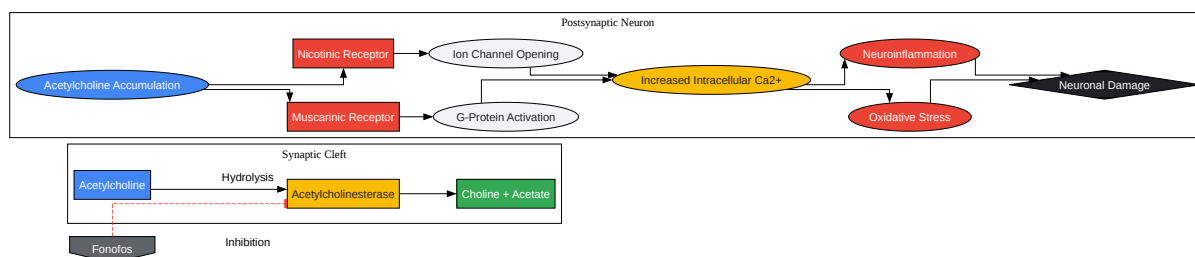 Postsynaptic Neuron
Nicotinic Receptor
Ion Channel Opening
Neuroinflammation
Acetylcholine Accumulation
Increased Intracellular Ca2+
Neuronal Damage
Muscarinic Receptor
G-Protein Activation
Oxidative Stress
Synaptic Cleft
Acetylcholine
Hydrolysis
Acetylcholinesterase
Choline + Acetate
Fonofos
Inhibition